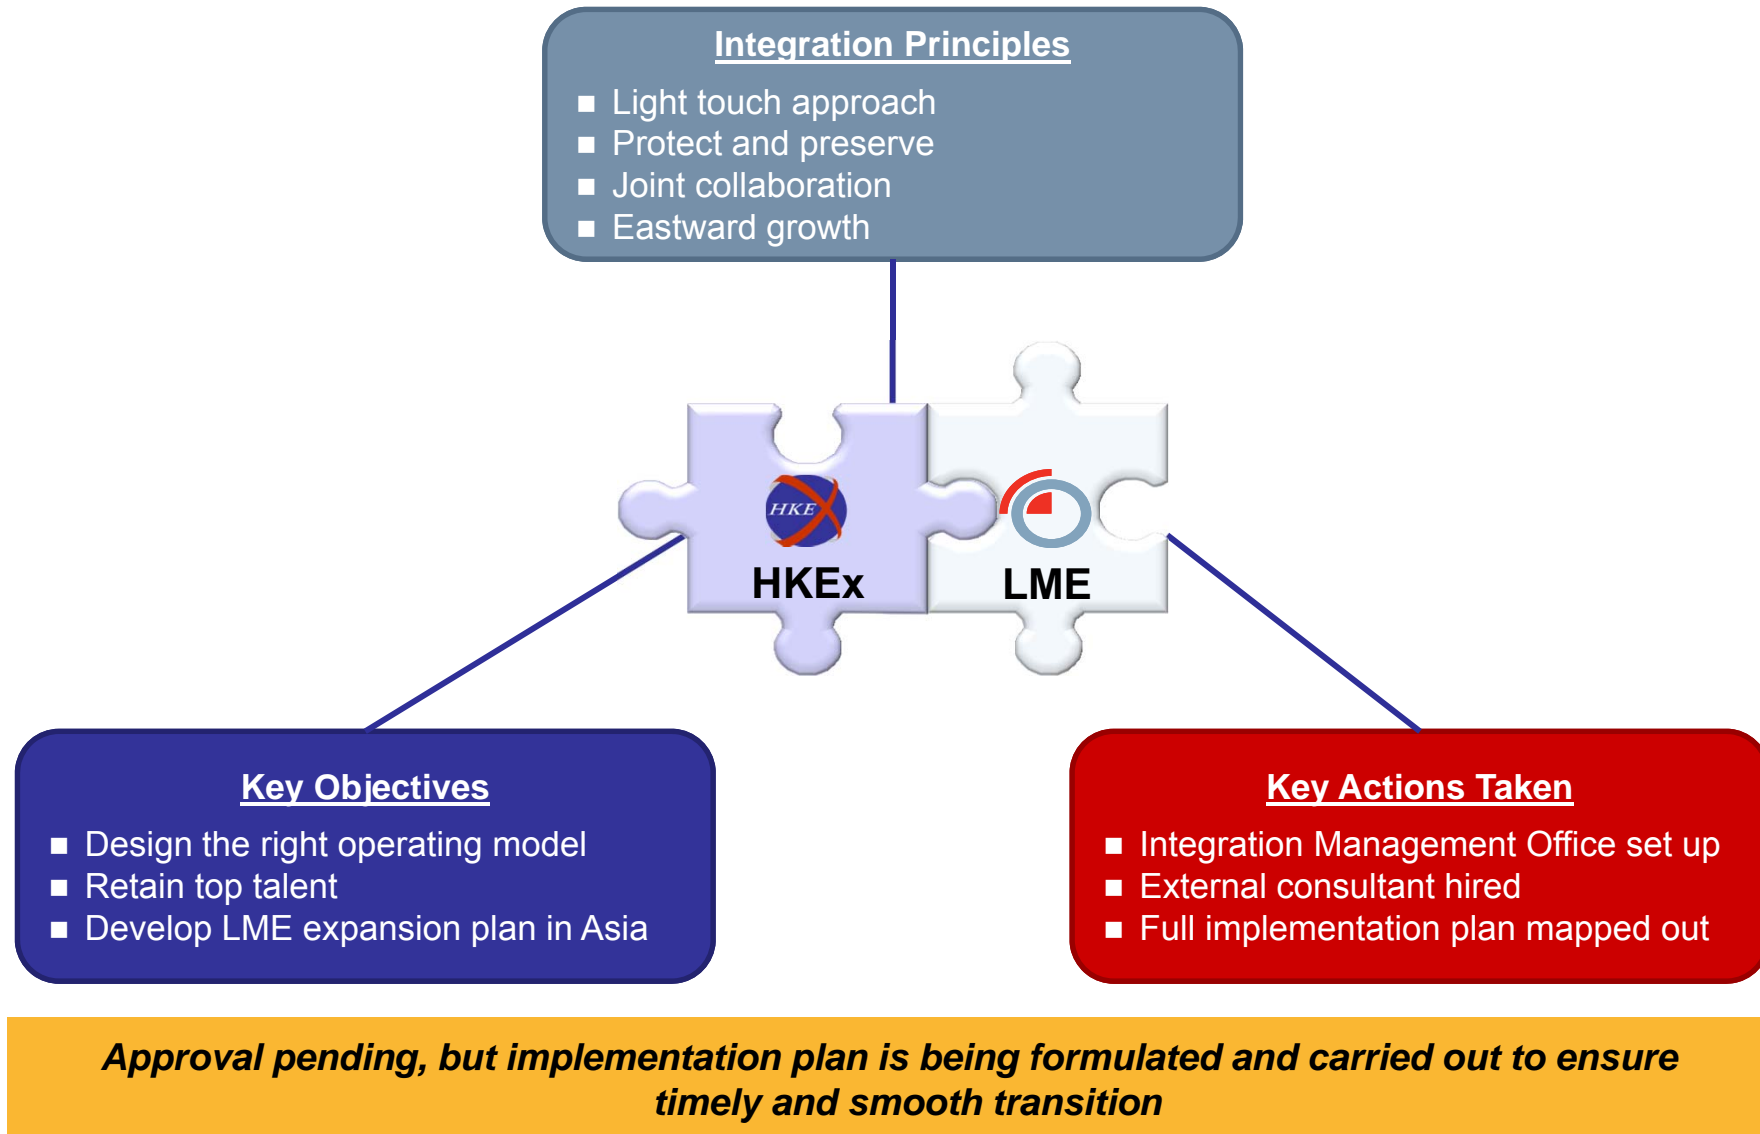 Integration Principles
■ Light touch approach
■ Protect and preserve
■ Joint collaboration
■ Eastward growth
HKEx
HKEx LME
Key Objectives
■ Design the right operating model
■ Retain top talent
■ Develop LME expansion plan in Asia
Key Actions Taken
■ Integration Management Office set up
■ External consultant hired
■ Full implementation plan mapped out
Approval pending, but implementation plan is being formulated and carried out to ensure
timely and smooth transition